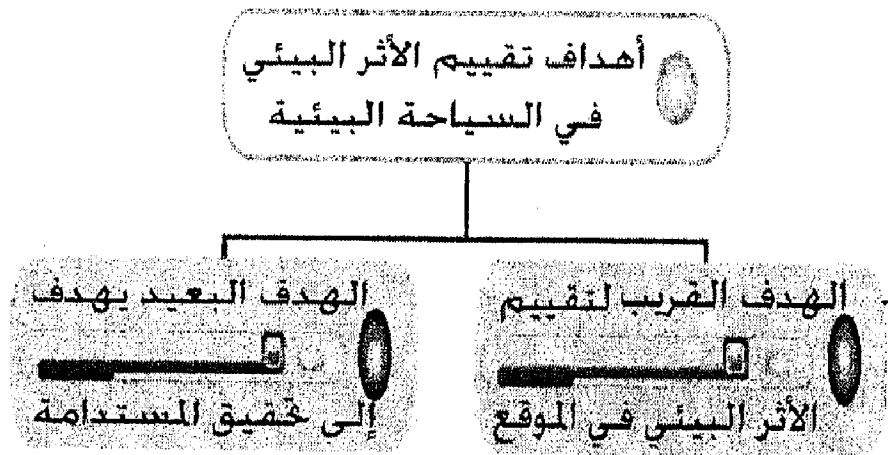 أهداف تقييم الأثر البيئي
في السياحة البيئية
الهدف القريب لتقييم
الأثر البيئي في الموقع
الهدف البعيد يهدف
إلى تحقيق المستدامة